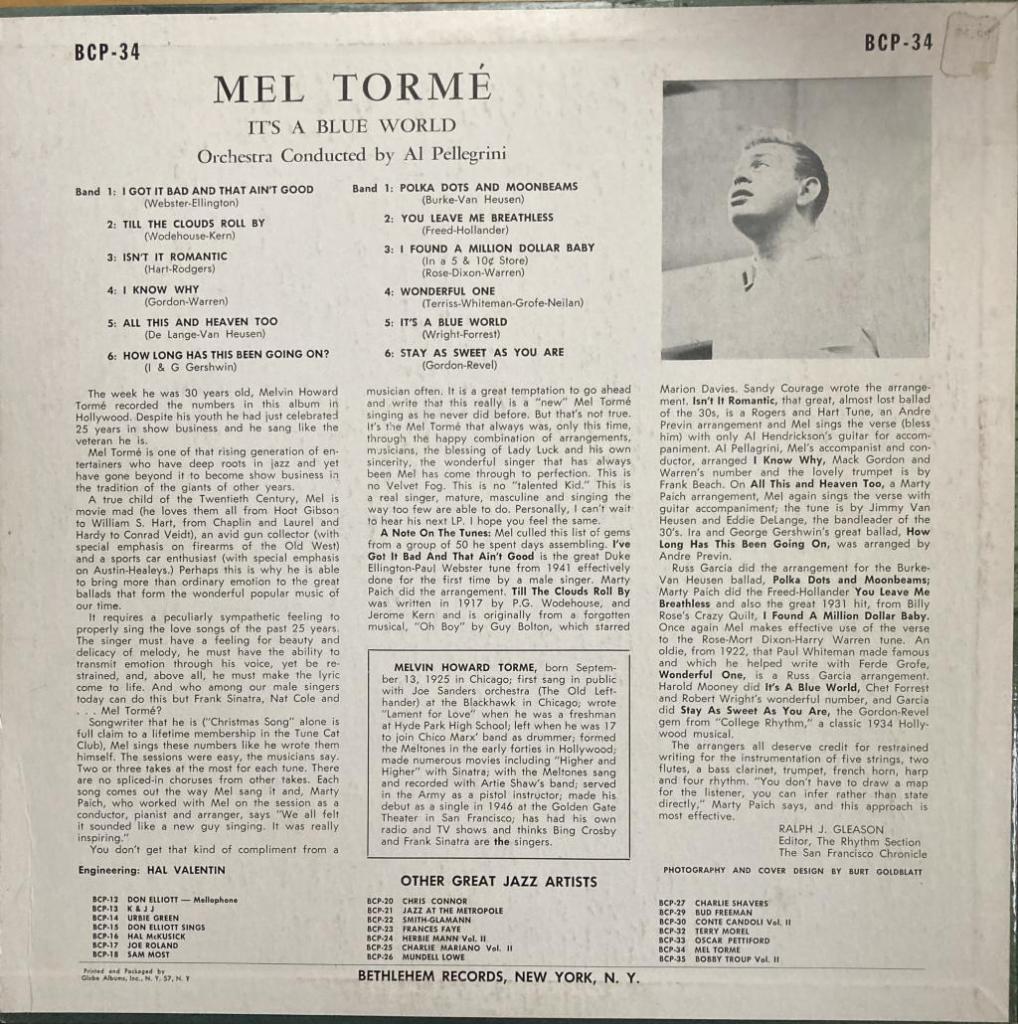 BCP-34
BCP-34
MEL TORMÉ
IT'S A BLUE WORLD
Orchestra Conducted by Al Pellegrini
Band 1: I GOT IT BAD AND THAT AIN'T GOOD
(Webster-Ellington)
2: TILL THE CLOUDS ROLL BY
(Wodehouse-Kern)
3: ISN'T IT ROMANTIC
(Hart-Rodgers)
4: I KNOW WHY
(Gordon-Warren)
5: ALL THIS AND HEAVEN TOO
(De Lange-Van Heusen)
6: HOW LONG HAS THIS BEEN GOING ON?
(I & G Gershwin)
Band 1: POLKA DOTS AND MOONBEAMS
(Burke-Van Heusen)
2: YOU LEAVE ME BREATHLESS
(Freed-Hollander)
3: I FOUND A MILLION DOLLAR BABY
(In a 5 & 10¢ Store)
(Rose-Dixon-Warren)
4: WONDERFUL ONE
(Terriss-Whiteman-Grofe-Neilan)
5: IT'S A BLUE WORLD
(Wright-Forrest)
6: STAY AS SWEET AS YOU ARE
(Gordon-Revel)
The week he was 30 years old, Melvin Howard
Tormé recorded the numbers in this album in
Hollywood. Despite his youth he had just celebrated
25 years in show business and he sang like the
veteran he is.
Mel Tormé is one of that rising generation of en-
tertainers who have deep roots in jazz and yet
have gone beyond it to become show business in
the tradition of the giants of other years.
A true child of the Twentieth Century, Mel is
movie mad (he loves them all from Hoot Gibson
to William S. Hart, from Chaplin and Laurel and
Hardy to Conrad Veidt), an avid gun collector (with
special emphasis on firearms of the Old West)
and a sports car enthusiast (with special emphasis
on Austin-Healeys.) Perhaps this is why he is able
to bring more than ordinary emotion to the great
ballads that form the wonderful popular music of
our time.
It requires a peculiarly sympathetic feeling to
properly sing the love songs of the past 25 years.
The singer must have a feeling for beauty and
delicacy of melody, he must have the ability to
transmit emotion through his voice, yet be re-
strained, and, above all, he must make the lyric
come to life. And who among our male singers
today can do this but Frank Sinatra, Nat Cole and
. . . Mel Tormé?
Songwriter that he is ("Christmas Song" alone is
full claim to a lifetime membership in the Tune Cat
Club), Mel sings these numbers like he wrote them
himself. The sessions were easy, the musicians say.
Two or three takes at the most for each tune. There
are no spliced-in choruses from other takes. Each
song comes out the way Mel sang it and, Marty
Paich, who worked with Mel on the session as a
conductor, pianist and arranger, says "We all felt
it sounded like a new guy singing. It was really
inspiring."
You don't get that kind of compliment from a
musician often. It is a great temptation to go ahead
and write that this really is a "new" Mel Tormé
singing as he never did before. But that's not true.
It's the Mel Tormé that always was, only this time,
through the happy combination of arrangements,
musicians, the blessing of Lady Luck and his own
sincerity, the wonderful singer that has always
been Mel has come through to perfection. This is
no Velvet Fog. This is no "talented Kid." This is
a real singer, mature, masculine and singing the
way too few are able to do. Personally, I can't wait
to hear his next LP. I hope you feel the same.
A Note On The Tunes: Mel culled this list of gems
from a group of 50 he spent days assembling. I've
Got It Bad And That Ain't Good is the great Duke
Ellington-Paul Webster tune from 1941 effectively
done for the first time by a male singer. Marty
Paich did the arrangement. Till The Clouds Roll By
was written in 1917 by P.G. Wodehouse, and
Jerome Kern and is originally from a forgotten
musical, "Oh Boy" by Guy Bolton, which starred
MELVIN HOWARD TORME, born Septem-
ber 13, 1925 in Chicago; first sang in public
with Joe Sanders orchestra (The Old Left-
hander) at the Blackhawk in Chicago; wrote
"Lament for Love" when he was a freshman
at Hyde Park High School; left when he was 17
to join Chico Marx' band as drummer; formed
the Meltones in the early forties in Hollywood;
made numerous movies including "Higher and
Higher" with Sinatra; with the Meltones sang
and recorded with Artie Shaw's band; served
in the Army as a pistol instructor; made his
debut as a single in 1946 at the Golden Gate
Theater in San Francisco; has had his own
radio and TV shows and thinks Bing Crosby
and Frank Sinatra are the singers.
Marion Davies. Sandy Courage wrote the arrange-
ment. Isn't It Romantic, that great, almost lost ballad
of the 30s, is a Rogers and Hart Tune, an Andre
Previn arrangement and Mel sings the verse (bless
him) with only Al Hendrickson's guitar for accom-
paniment. Al Pellagrini, Mel's accompanist and con-
ductor, arranged I Know Why, Mack Gordon and
Warren's number and the lovely trumpet is by
Frank Beach. On All This and Heaven Too, a Marty
Paich arrangement, Mel again sings the verse with
guitar accompaniment; the tune is by Jimmy Van
Heusen and Eddie DeLange, the bandleader of the
30's. Ira and George Gershwin's great ballad, How
Long Has This Been Going On, was arranged by
Andre Previn.
Russ Garcia did the arrangement for the Burke-
Van Heusen ballad, Polka Dots and Moonbeams;
Marty Paich did the Freed-Hollander You Leave Me
Breathless and also the great 1931 hit, from Billy
Rose's Crazy Quilt, I Found A Million Dollar Baby.
Once again Mel makes effective use of the verse
to the Rose-Mort Dixon-Harry Warren tune. An
oldie, from 1922, that Paul Whiteman made famous
and which he helped write with Ferde Grofe,
Wonderful One, is a Russ Garcia arrangement.
Harold Mooney did It's A Blue World, Chet Forrest
and Robert Wright's wonderful number, and Garcia
did Stay As Sweet As You Are, the Gordon-Revel
gem from "College Rhythm," a classic 1934 Holly-
wood musical.
The arrangers all deserve credit for restrained
writing for the instrumentation of five strings, two
flutes, a bass clarinet, trumpet, french horn, harp
and four rhythm. "You don't have to draw a map
for the listener, you can infer rather than state
directly," Marty Paich says, and this approach is
most effective.
RALPH J. GLEASON
Editor, The Rhythm Section
The San Francisco Chronicle
Engineering: HAL VALENTIN
PHOTOGRAPHY AND COVER DESIGN BY BURT GOLDBLATT
OTHER GREAT JAZZ ARTISTS
BCP-12 DON ELLIOTT — Mellophone
BCP-13 K & J J
BCP-14 URBIE GREEN
BCP-15 DON ELLIOTT SINGS
BCP-16 HAL McKUSICK
BCP-17 JOE ROLAND
BCP-18 SAM MOST
BCP-20 CHRIS CONNOR
BCP-21 JAZZ AT THE METROPOLE
BCP-22 SMITH-GLAMANN
BCP-23 FRANCES FAYE
BCP-24 HERBIE MANN Vol. II
BCP-25 CHARLIE MARIANO Vol. II
BCP-26 MUNDELL LOWE
BCP-27 CHARLIE SHAVERS
BCP-29 BUD FREEMAN
BCP-30 CONTE CANDOLI Vol. II
BCP-32 TERRY MOREL
BCP-33 OSCAR PETTIFORD
BCP-34 MEL TORME
BCP-35 BOBBY TROUP Vol. II
Printed and Packaged by
Globe Albums, Inc., N. Y. 57, N. Y
BETHLEHEM RECORDS, NEW YORK, N. Y.